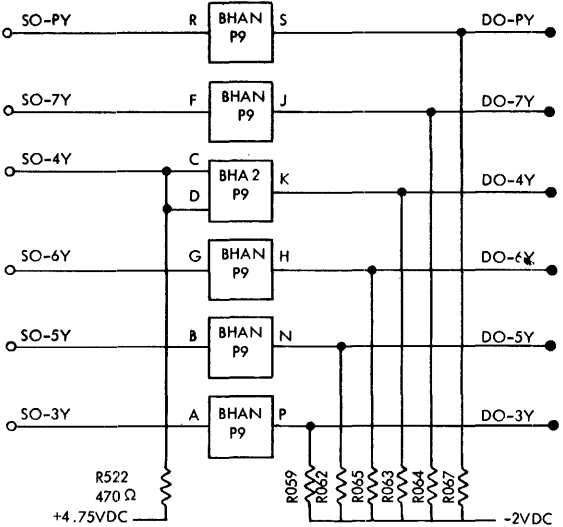 SO-PY R BHAN P9 S DO-PY
SO-7Y F BHAN P9 J DO-7Y
SO-4Y C D BHA 2 P9 K DO-4Y
SO-6Y G BHAN P9 H DO-6Y
SO-5Y B BHAN P9 N DO-5Y
SO-3Y A BHAN P9 P DO-3Y
R522
470 Ω
+4.75VDC
R059 R062 R065 R063 R064 R067
-2VDC